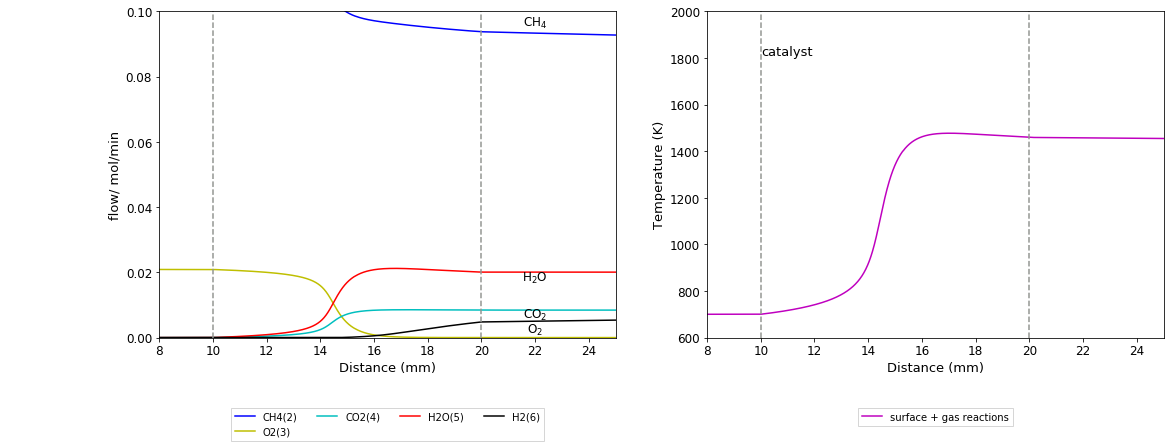 0.10
0.08
0.06
0.04
0.02
0.00
flow/ mol/min
CH₄
H₂O
CO₂
O₂
8 10 12 14 16 18 20 22 24
Distance (mm)
CH4(2) CO2(4) H2O(5) H2(6)
O2(3)
2000
1800
1600
1400
1200
1000
800
600
Temperature (K)
catalyst
8 10 12 14 16 18 20 22 24
Distance (mm)
surface + gas reactions